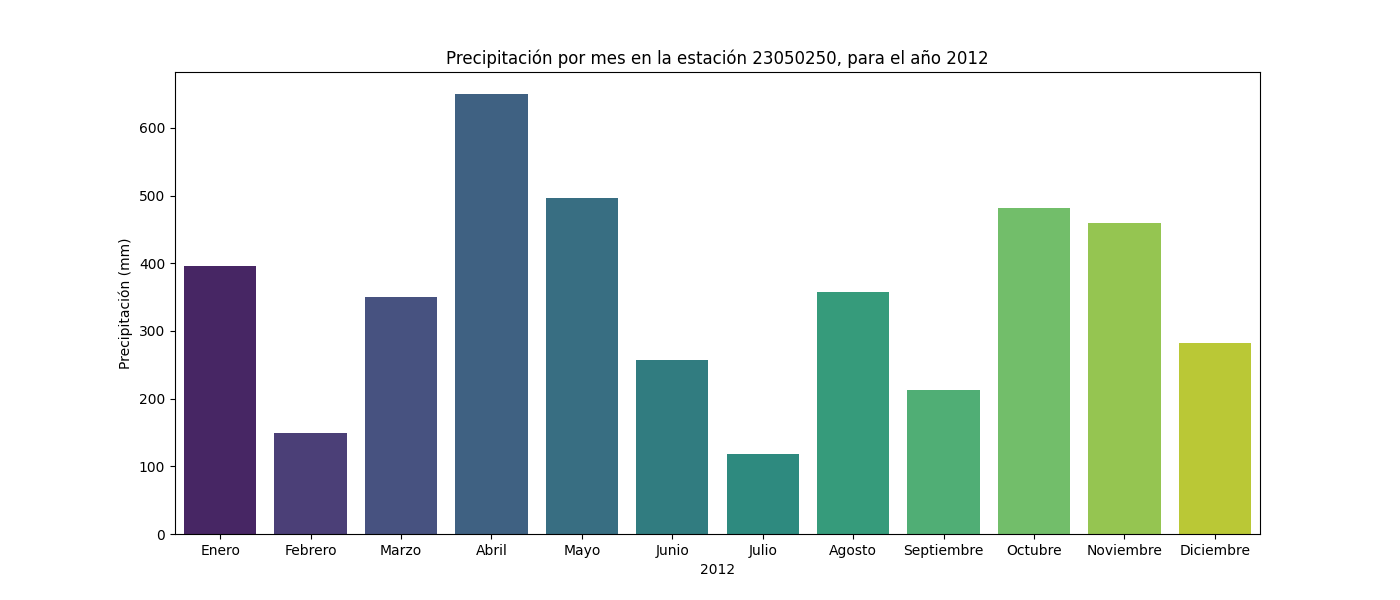 Precipitación por mes en la estación 23050250, para el año 2012
Precipitación (mm)
600
500
400
300
200
100
0
Enero Febrero Marzo Abril Mayo Junio Julio Agosto Septiembre Octubre Noviembre Diciembre
2012